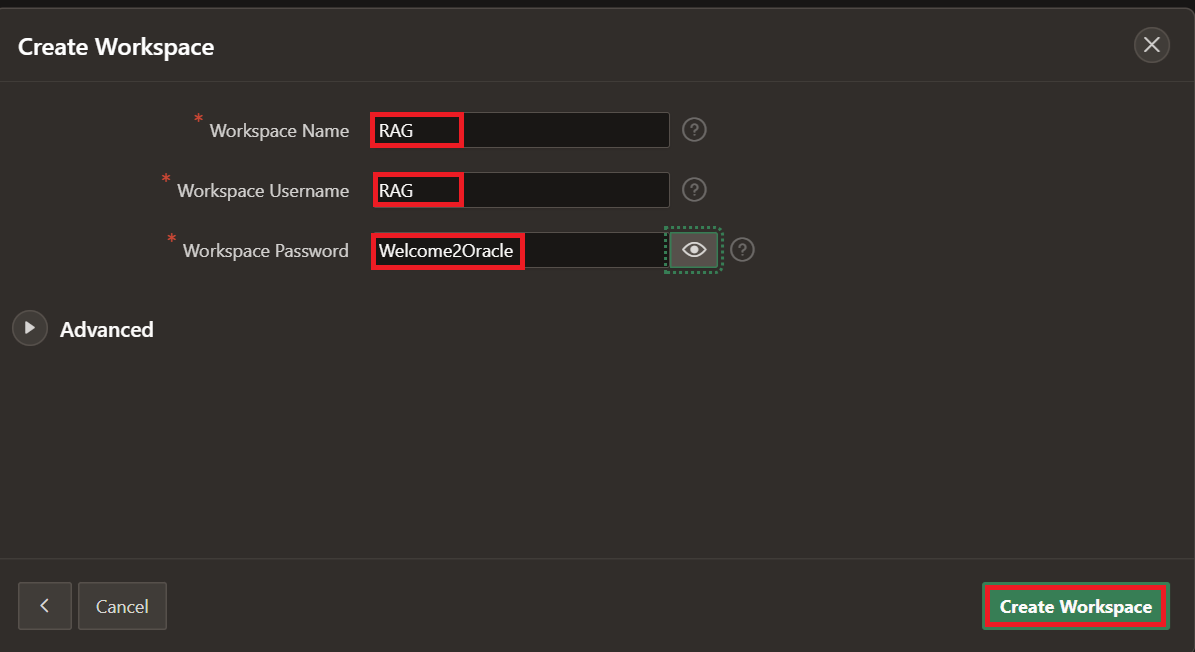 Create Workspace
* Workspace Name RAG ?
* Workspace Username RAG ?
* Workspace Password Welcome2Oracle ?
Advanced
Cancel Create Workspace